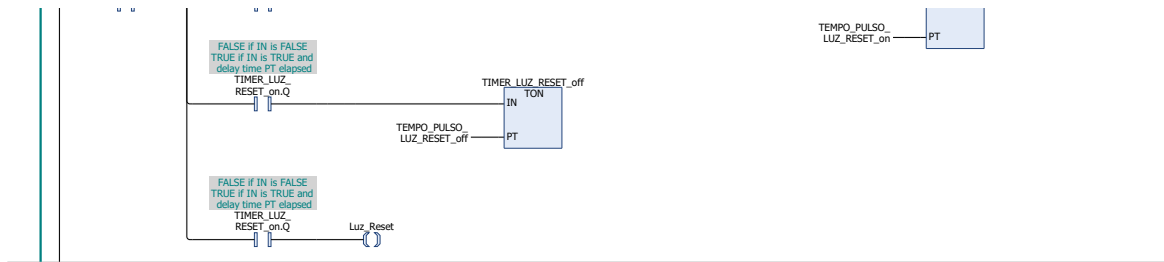 TEMPO_PULSO_
LUZ_RESET_on
PT
FALSE if IN is FALSE
TRUE if IN is TRUE and
delay time PT elapsed
TIMER_LUZ_
RESET_on.Q
TIMER_LUZ_RESET_off
TON
IN
TEMPO_PULSO_
LUZ_RESET_off
PT
FALSE if IN is FALSE
TRUE if IN is TRUE and
delay time PT elapsed
TIMER_LUZ_
RESET_on.Q
Luz_Reset